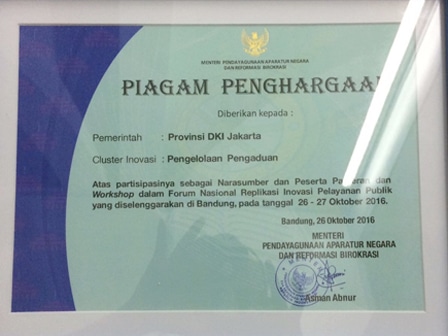 MENTERI PENDAYAGUNAAN APARATUR NEGARA
DAN REFORMASI BIROKRASI
PIAGAM PENGHARGAAN
Diberikan kepada :
Pemerintah : Provinsi DKI Jakarta
Cluster Inovasi : Pengelolaan Pengaduan
Atas partisipasinya sebagai Narasumber dan Peserta Pameran dan
Workshop dalam Forum Nasional Replikasi Inovasi Pelayanan Publik
yang diselenggarakan di Bandung, pada tanggal 26 - 27 Oktober 2016.
Bandung, 26 Oktober 2016
MENTERI
PENDAYAGUNAAN APARATUR NEGARA
DAN REFORMASI BIROKRASI
Asman Abnur